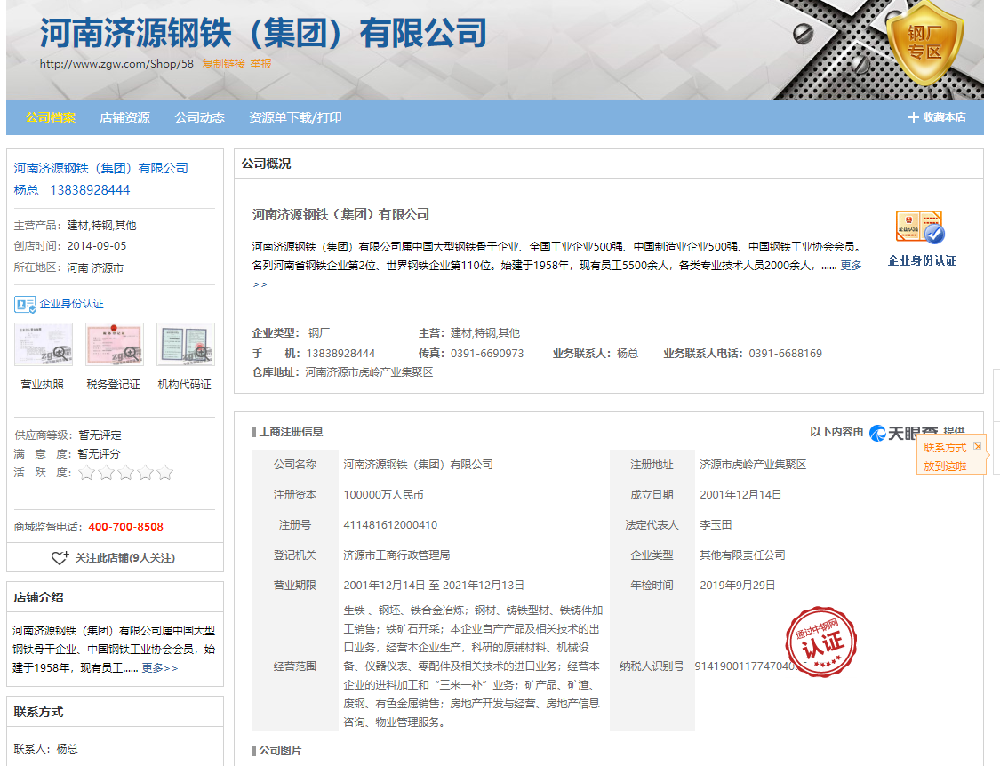 河南济源钢铁（集团）有限公司
http://www.zgw.com/Shop/58 复制链接 举报
钢厂
专区
公司档案 店铺资源 公司动态 资源单下载/打印 + 收藏本店
河南济源钢铁（集团）有限公司
杨总 13838928444
主营产品：建材,特钢,其他
创店时间：2014-09-05
所在地区：河南 济源市
企业身份认证
营业执照 税务登记证 机构代码证
供应商等级：暂无评定
满 意 度：暂无评分
活 跃 度：
商城监督电话：400-700-8508
关注此店铺(9人关注)
店铺介绍
河南济源钢铁（集团）有限公司属中国大型
钢铁骨干企业、中国钢铁工业协会会员，始
建于1958年，现有员工...... 更多>>
联系方式
联系人：杨总
公司概况
河南济源钢铁（集团）有限公司
河南济源钢铁（集团）有限公司属中国大型钢铁骨干企业、全国工业企业500强、中国制造业企业500强、中国钢铁工业协会会员。
名列河南省钢铁企业第2位、世界钢铁企业第110位。始建于1958年，现有员工5500余人，各类专业技术人员2000余人，...... 更多
>>
企业身份认证
企业类型：钢厂 主营：建材,特钢,其他
手 机：13838928444 传真：0391-6690973 业务联系人：杨总 业务联系人电话：0391-6688169
仓库地址：河南济源市虎岭产业集聚区
工商注册信息 以下内容由 天眼查 提供
联系方式
放到这啦
公司名称 河南济源钢铁（集团）有限公司 注册地址 济源市虎岭产业集聚区
注册资本 100000万人民币 成立日期 2001年12月14日
注册号 411481612000410 法定代表人 李玉田
登记机关 济源市工商行政管理局 企业类型 其他有限责任公司
营业期限 2001年12月14日 至 2021年12月13日 年检时间 2019年9月29日
经营范围
生铁 、钢坯、铁合金冶炼；钢材、铸铁型材、铁铸件加
工销售；铁矿石开采；本企业自产产品及相关技术的出
口业务，经营本企业生产，科研的原辅材料、机械设
备、仪器仪表、零配件及相关技术的进口业务；经营本
企业的进料加工和“三来一补”业务；矿产品、矿渣、
废钢、有色金属销售；房地产开发与经营、房地产信息
咨询、物业管理服务。
纳税人识别号
通过中钢网
认证
公司图片